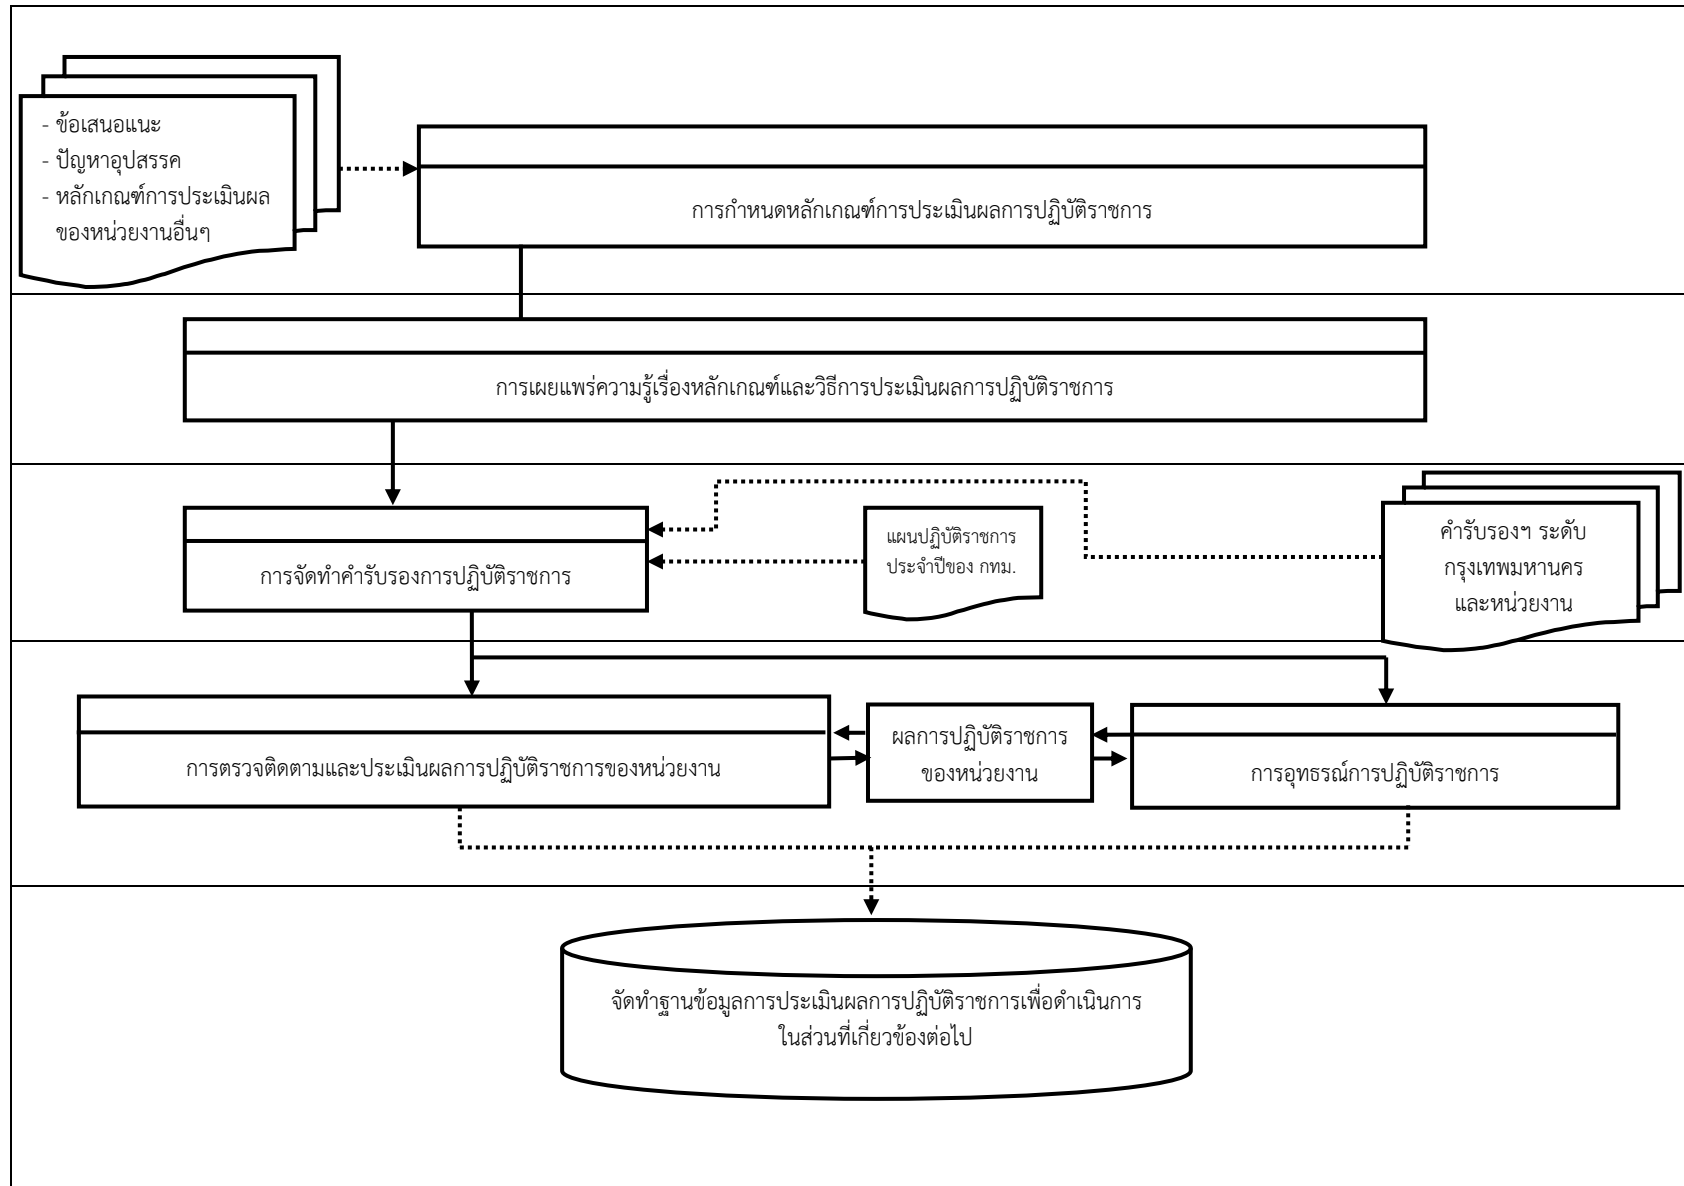 - ข้อเสนอแนะ
- ปัญหาอุปสรรค
- หลักเกณฑ์การประเมินผล
ของหน่วยงานอื่นๆ
การกำหนดหลักเกณฑ์การประเมินผลการปฏิบัติราชการ
การเผยแพร่ความรู้เรื่องหลักเกณฑ์และวิธีการประเมินผลการปฏิบัติราชการ
การจัดทำคำรับรองการปฏิบัติราชการ
แผนปฏิบัติราชการ
ประจำปีของ กทม.
คำรับรองฯ ระดับ
กรุงเทพมหานคร
และหน่วยงาน
การตรวจติดตามและประเมินผลการปฏิบัติราชการของหน่วยงาน
ผลการปฏิบัติราชการ
ของหน่วยงาน
การอุทธรณ์การปฏิบัติราชการ
จัดทำฐานข้อมูลการประเมินผลการปฏิบัติราชการเพื่อดำเนินการ
ในส่วนที่เกี่ยวข้องต่อไป